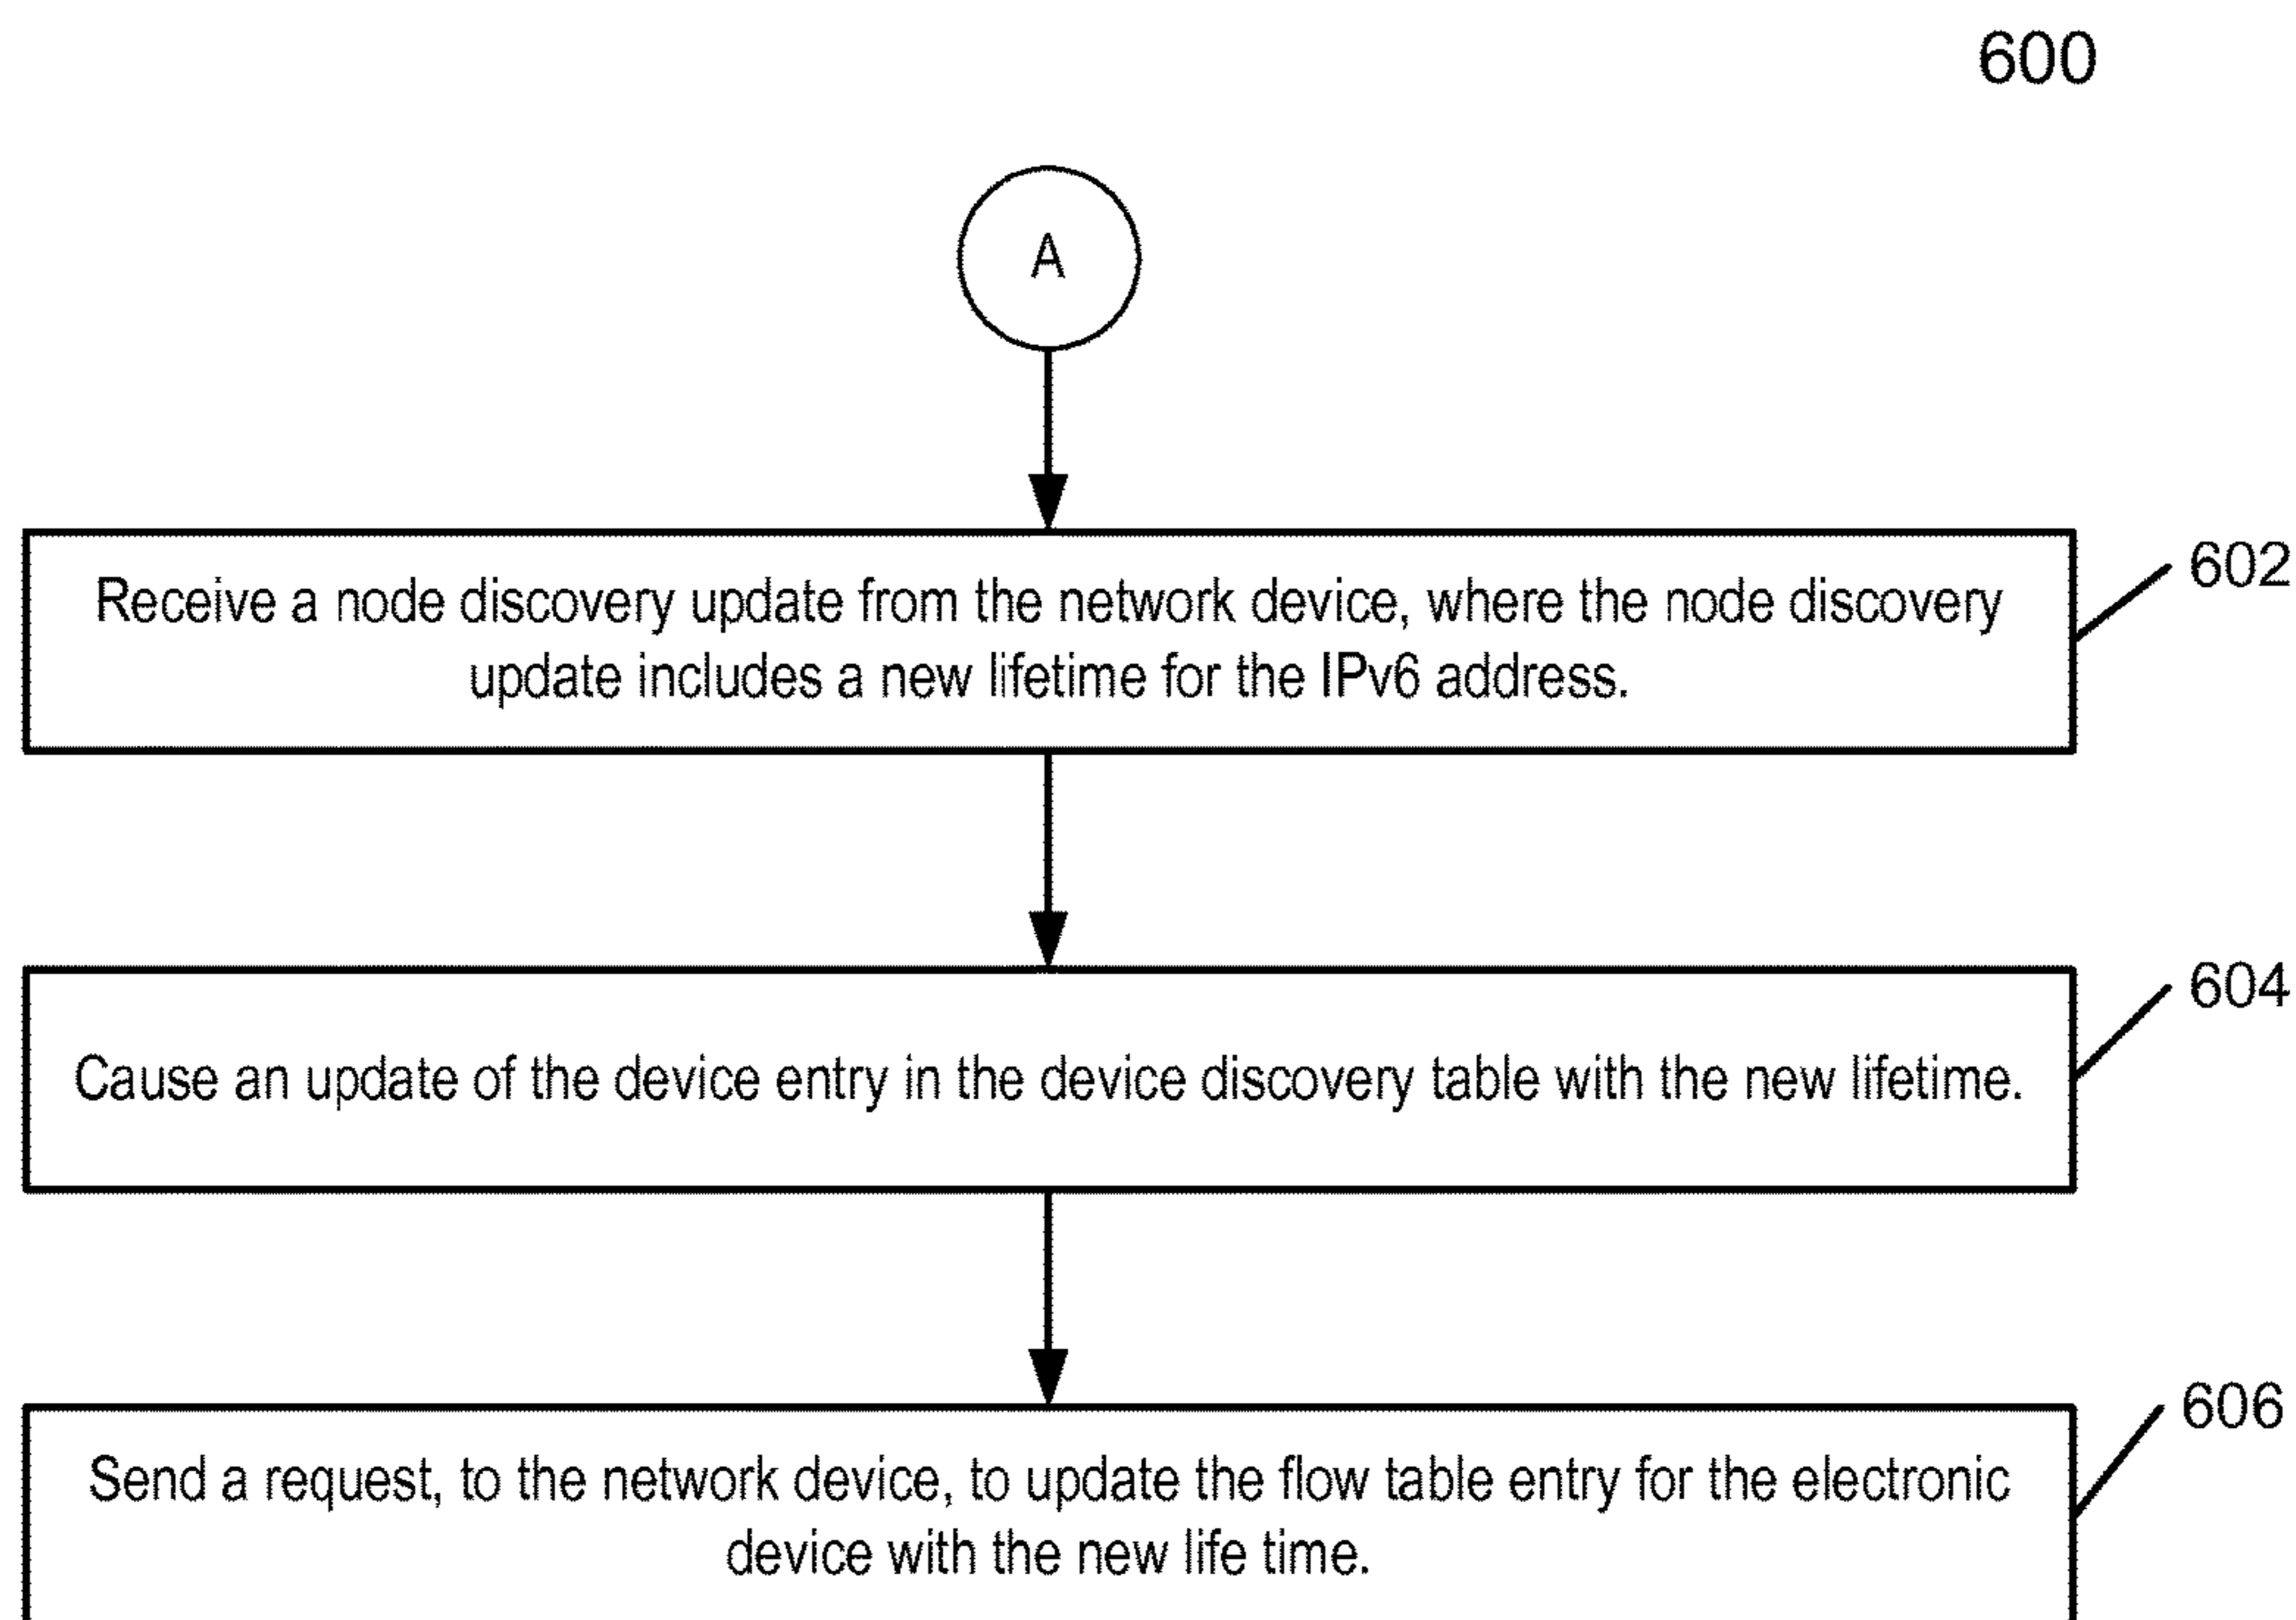 600
A
Receive a node discovery update from the network device, where the node discovery
update includes a new lifetime for the IPv6 address.
602
Cause an update of the device entry in the device discovery table with the new lifetime.
604
Send a request, to the network device, to update the flow table entry for the electronic
device with the new life time.
606